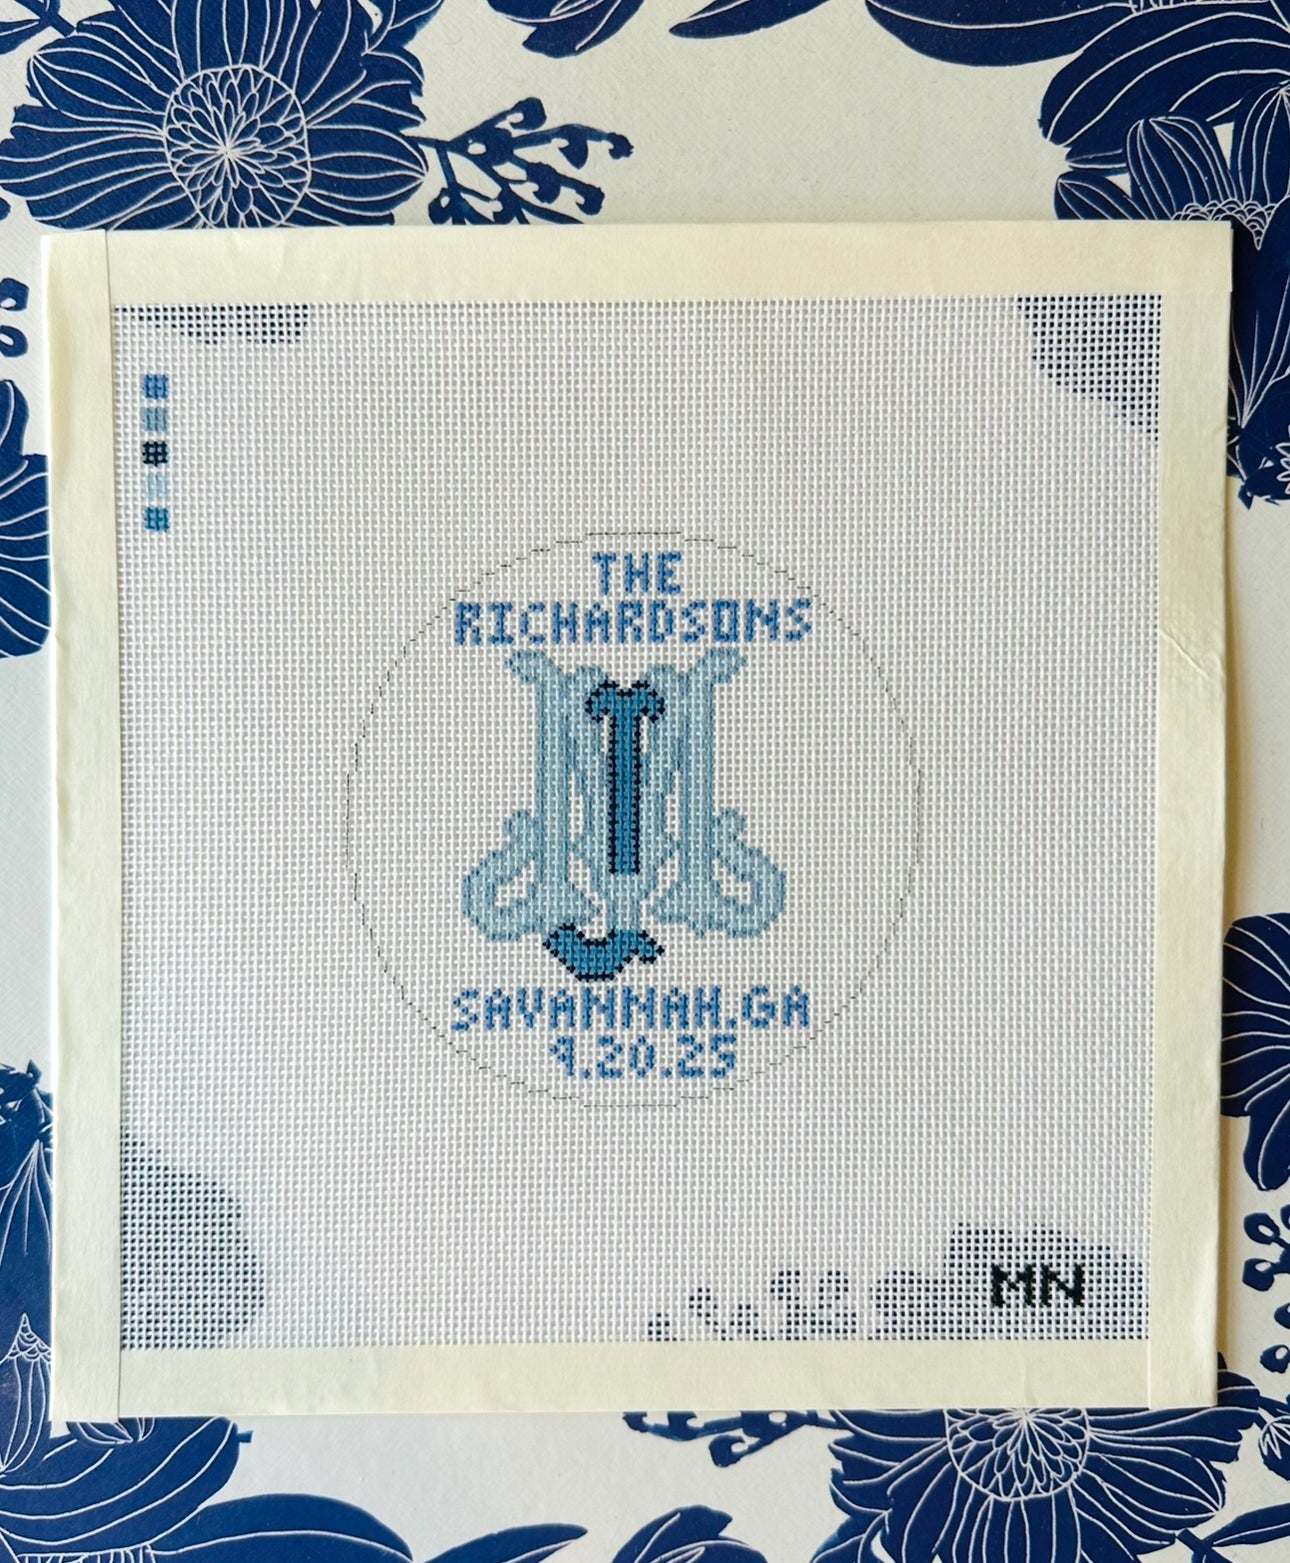 THE
RICHARDSONS
SAVANNAH,GA
9.20.25
MN